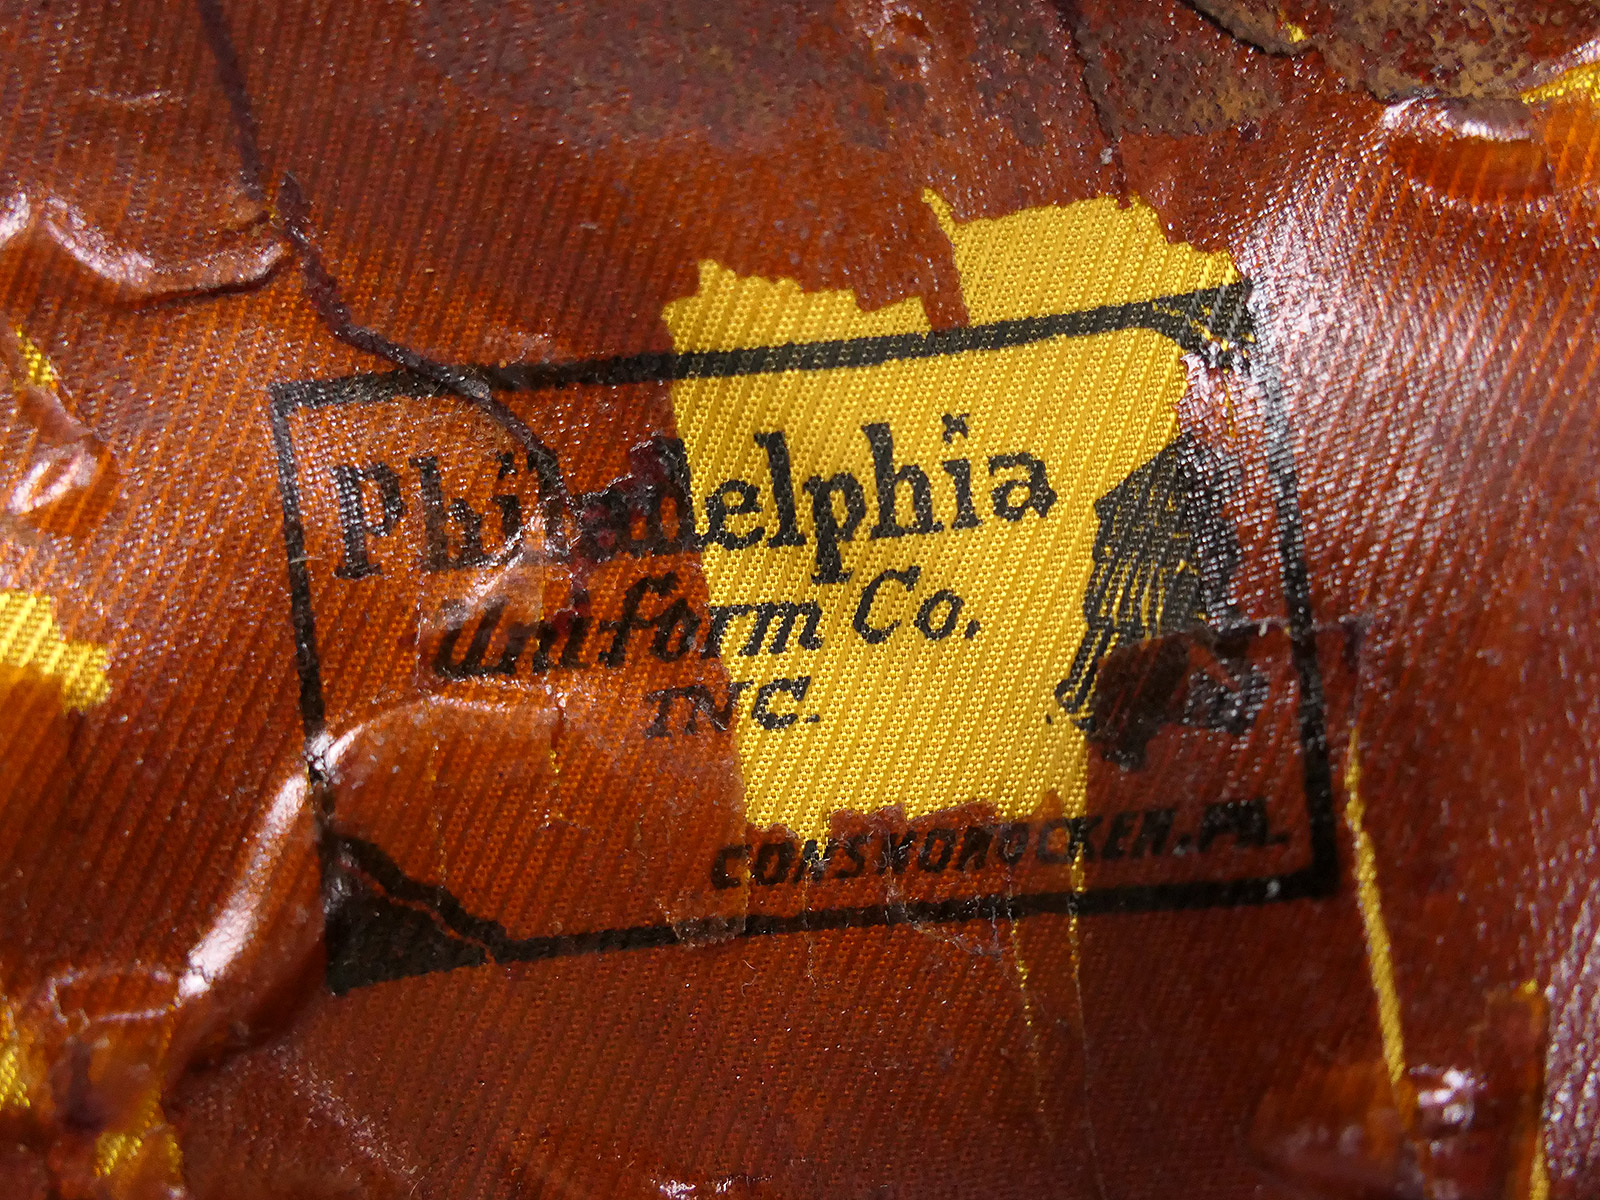 Philadelphia
Uniform Co.
INC.
CONSHOHOCKEN, PA.